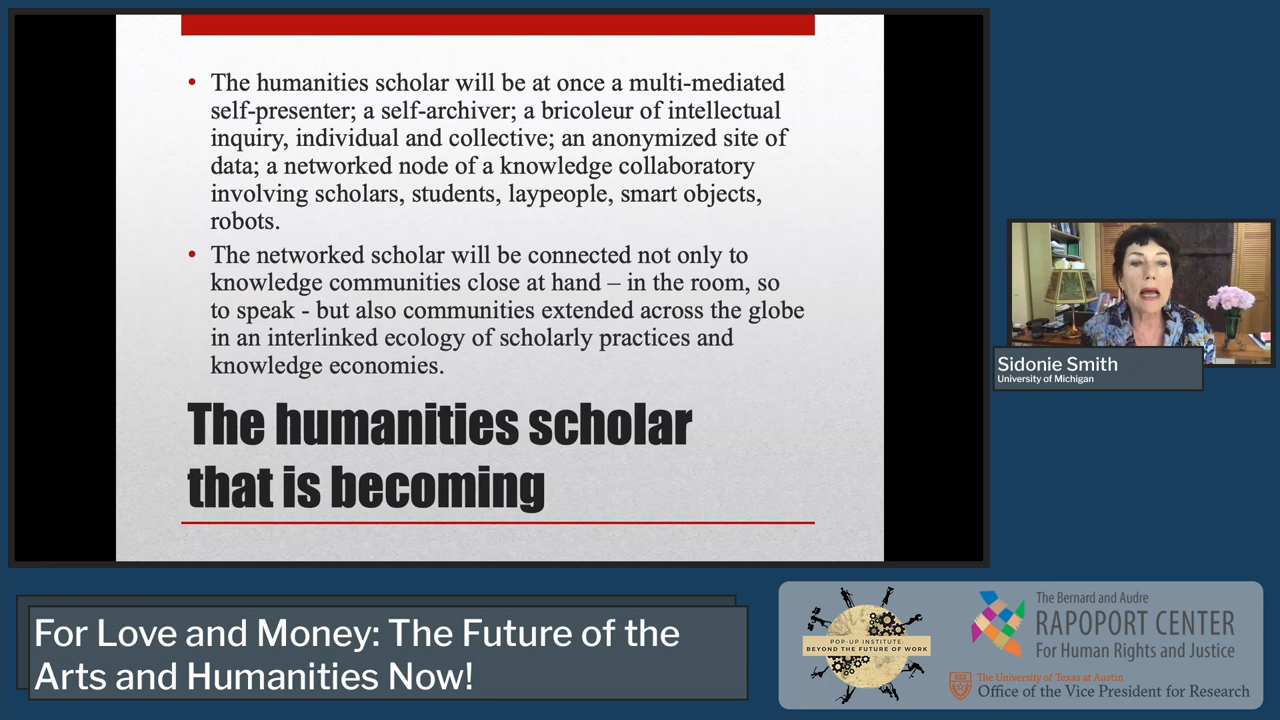 • The humanities scholar will be at once a multi-mediated
self-presenter; a self-archiver; a bricoleur of intellectual
inquiry, individual and collective; an anonymized site of
data; a networked node of a knowledge collaboratory
involving scholars, students, laypeople, smart objects,
robots.
• The networked scholar will be connected not only to
knowledge communities close at hand – in the room, so
to speak - but also communities extended across the globe
in an interlinked ecology of scholarly practices and
knowledge economies.
The humanities scholar
that is becoming
Sidonie Smith
University of Michigan
For Love and Money: The Future of the
Arts and Humanities Now!
POP-UP INSTITUTE:
BEYOND THE FUTURE OF WORK
The Bernard and Audre
RAPOPORT CENTER
For Human Rights and Justice
The University of Texas at Austin
Office of the Vice President for Research